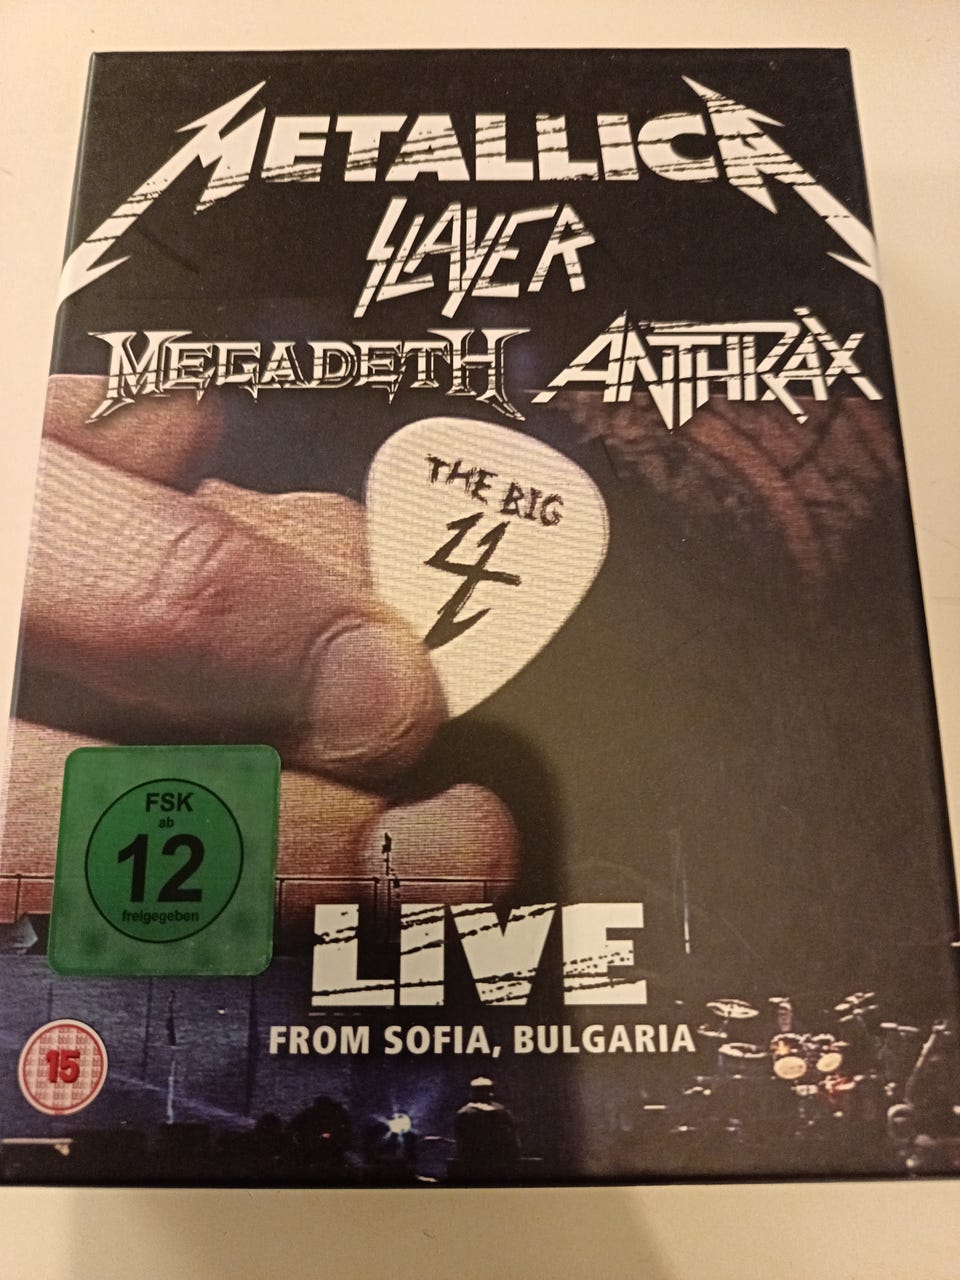 METALLICA
SLAYER
MEGADETH ANTHRAX
THE BIG
4
FSK
ab
12
freigegeben
LIVE
FROM SOFIA, BULGARIA
15